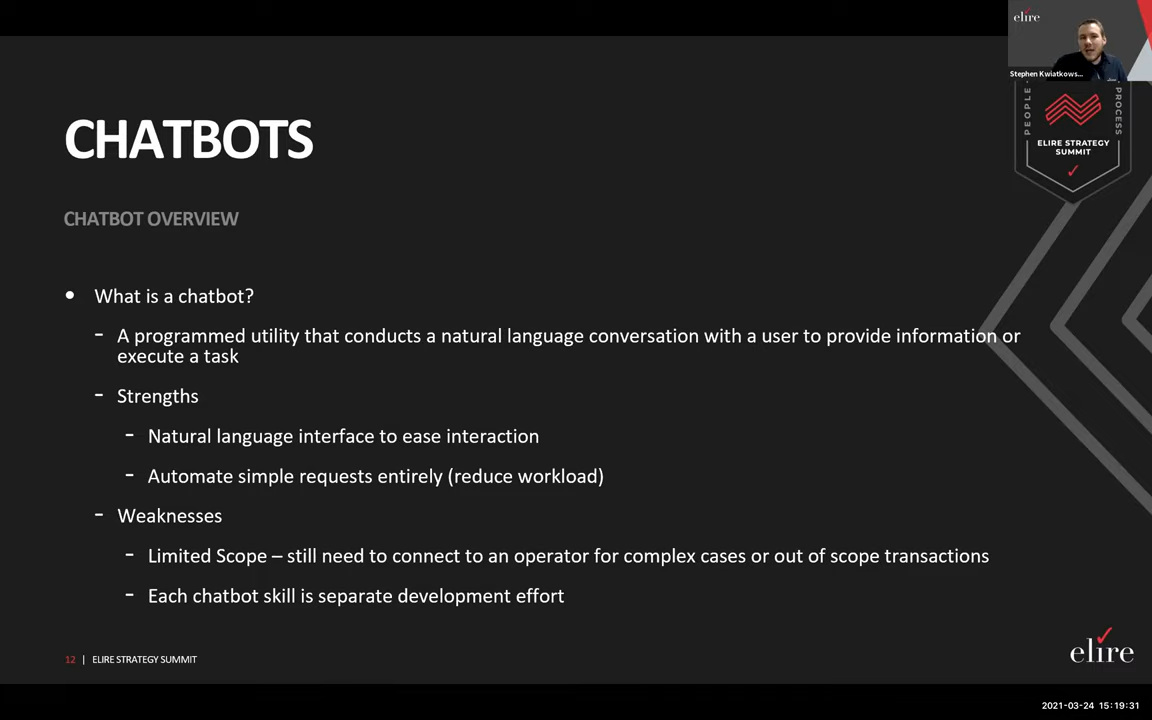 elire
Stephen Kwiatkows...
PEOPLE
PROCESS
ELIRE STRATEGY
SUMMIT
CHATBOTS
CHATBOT OVERVIEW
• What is a chatbot?
- A programmed utility that conducts a natural language conversation with a user to provide information or
execute a task
- Strengths
- Natural language interface to ease interaction
- Automate simple requests entirely (reduce workload)
- Weaknesses
- Limited Scope – still need to connect to an operator for complex cases or out of scope transactions
- Each chatbot skill is separate development effort
12 | ELIRE STRATEGY SUMMIT
elire
2021-03-24 15:19:31